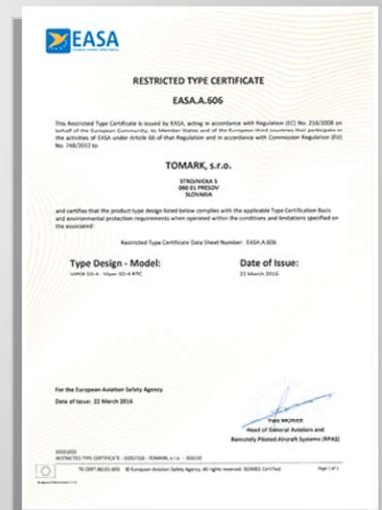 EASA
RESTRICTED TYPE CERTIFICATE
EASA.A.606
This Restricted Type Certificate is issued by EASA, acting in accordance with Regulation (EC) No. 216/2008 on
behalf of the European Community, its Member States and of the European third countries that participate in
the activities of EASA under Article 66 of that Regulation and in accordance with Commission Regulation (EU)
No. 748/2012 to
TOMARK, s.r.o.
STROJNICKA 5
080 01 PRESOV
SLOVAKIA
and certifies that the product type design listed below complies with the applicable Type Certification Basis
and environmental protection requirements when operated within the conditions and limitations specified on
the associated:
Restricted Type Certificate Data Sheet Number: EASA.A.606
Type Design - Model:
VIPER SD-4 - Viper SD-4 RTC
Date of Issue:
22 March 2016
For the European Aviation Safety Agency
Date of Issue: 22 March 2016
Head of General Aviation and
Remotely Piloted Aircraft Systems (RPAS)
RESTRICTED TYPE CERTIFICATE - TOMARK, s.r.o. -
© European Aviation Safety Agency. All rights reserved. ISO9001 Certified.
Page 1 of 1